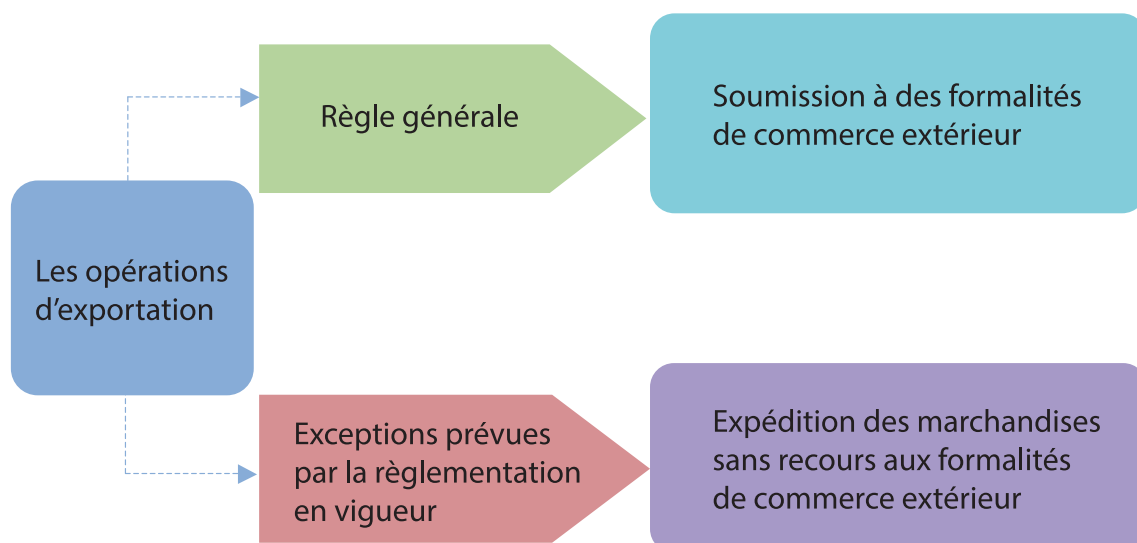 Règle générale
Soumission à des formalités
de commerce extérieur
Les opérations
d'exportation
Exceptions prévues
par la règlementation
en vigueur
Expédition des marchandises
sans recours aux formalités
de commerce extérieur